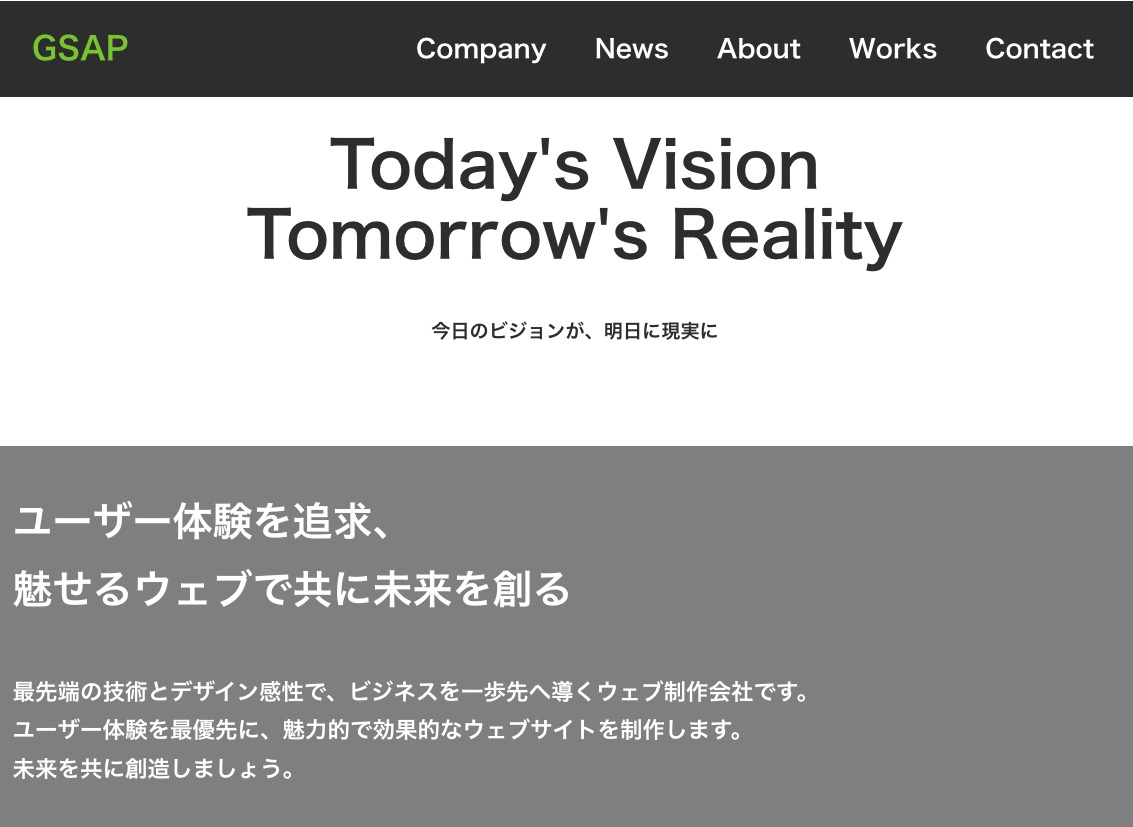 GSAP
Company News About Works Contact
Today's Vision
Tomorrow's Reality
今日のビジョンが、明日に現実に
ユーザー体験を追求、
魅せるウェブで共に未来を創る
最先端の技術とデザイン感性で、ビジネスを一歩先へ導くウェブ制作会社です。
ユーザー体験を最優先に、魅力的で効果的なウェブサイトを制作します。
未来を共に創造しましょう。